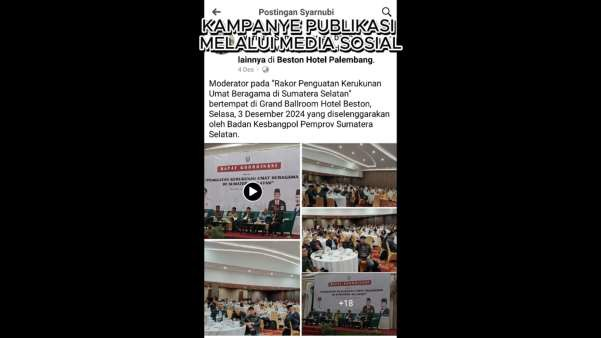 Postingan Syarnubi
KAMPANYE PUBLIKASI
MELALUI MEDIA SOSIAL
lainnya di Beston Hotel Palembang.
4 Des
Moderator pada "Rakor Penguatan Kerukunan
Umat Beragama di Sumatera Selatan"
bertempat di Grand Ballroom Hotel Beston,
Selasa, 3 Desember 2024 yang diselenggarakan
oleh Badan Kesbangpol Pemprov Sumatera
Selatan.
RAPAT KOORDINASI
"PENGUATAN KERUKUNAN UMAT BERAGAMA
DI SUMATERA SELATAN"
+18